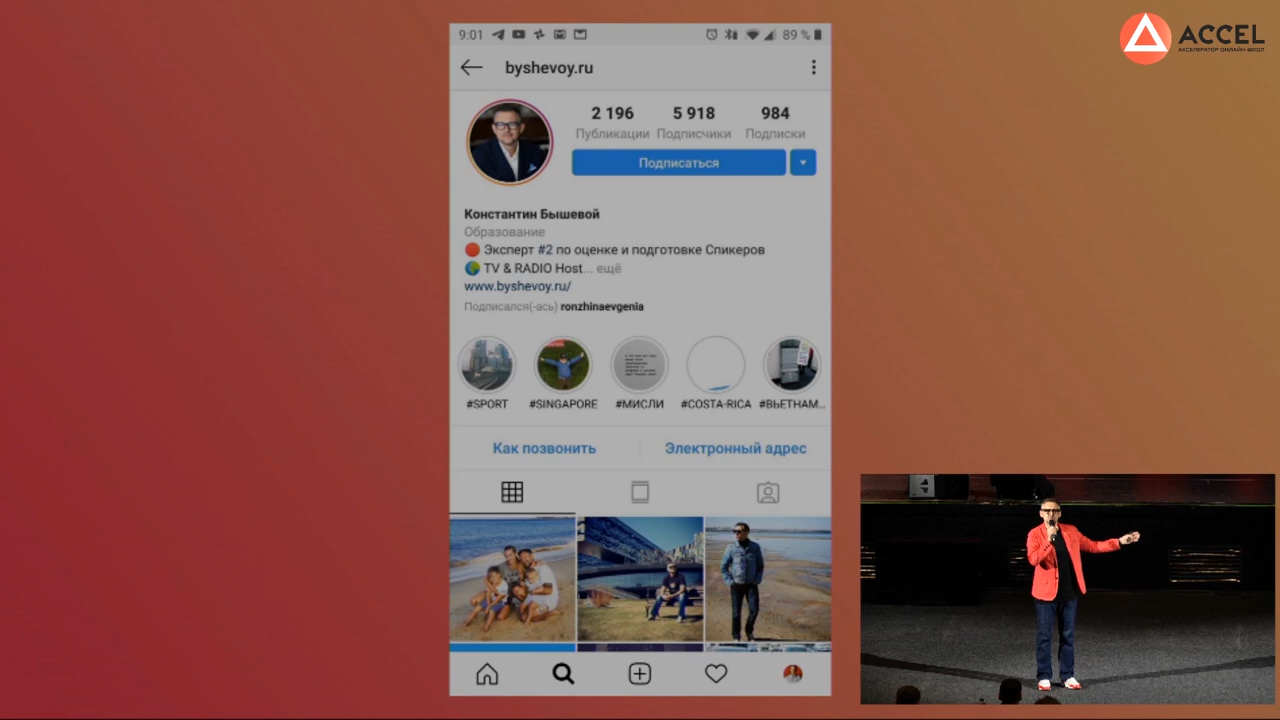 9:01
89 %
byshevoy.ru
2 196
5 918
984
Публикации
Подписчики
Подписки
Подписаться
Константин Бышевой
Образование
Эксперт #2 по оценке и подготовке Спикеров
TV & RADIO Host... ещё
www.byshevoy.ru/
Подписался(-ась) ronzhinaevgenia
#SPORT
#SINGAPORE
#МИСЛИ
#COSTA-RICA
#ВЬЕТНАМ...
Как позвонить
Электронный адрес
ACCEL
АКСЕЛЕРАТОР ОНЛАЙН-ШКОЛ